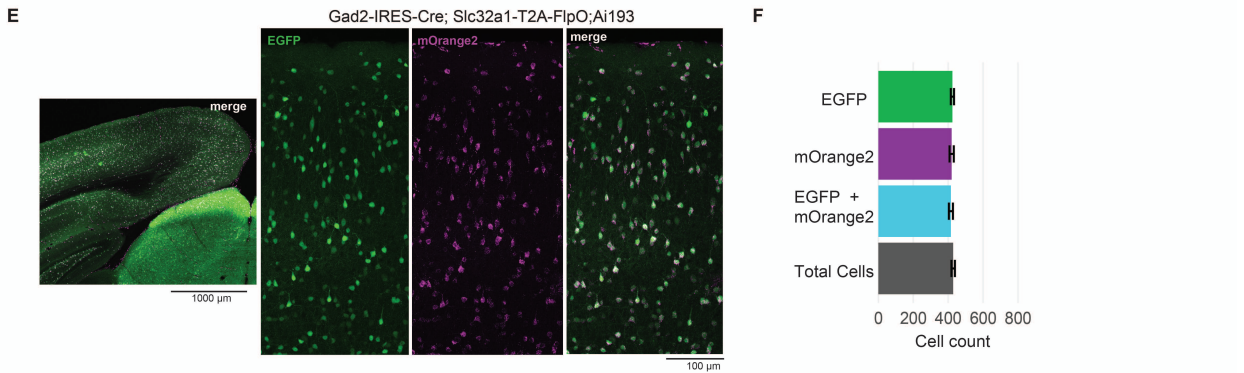 E
Gad2-IRES-Cre; Slc32a1-T2A-FlpO;Ai193
EGFP
mOrange2
merge
merge
1000 µm
100 µm
F
EGFP
mOrange2
EGFP +
mOrange2
Total Cells
0 200 400 600 800
Cell count